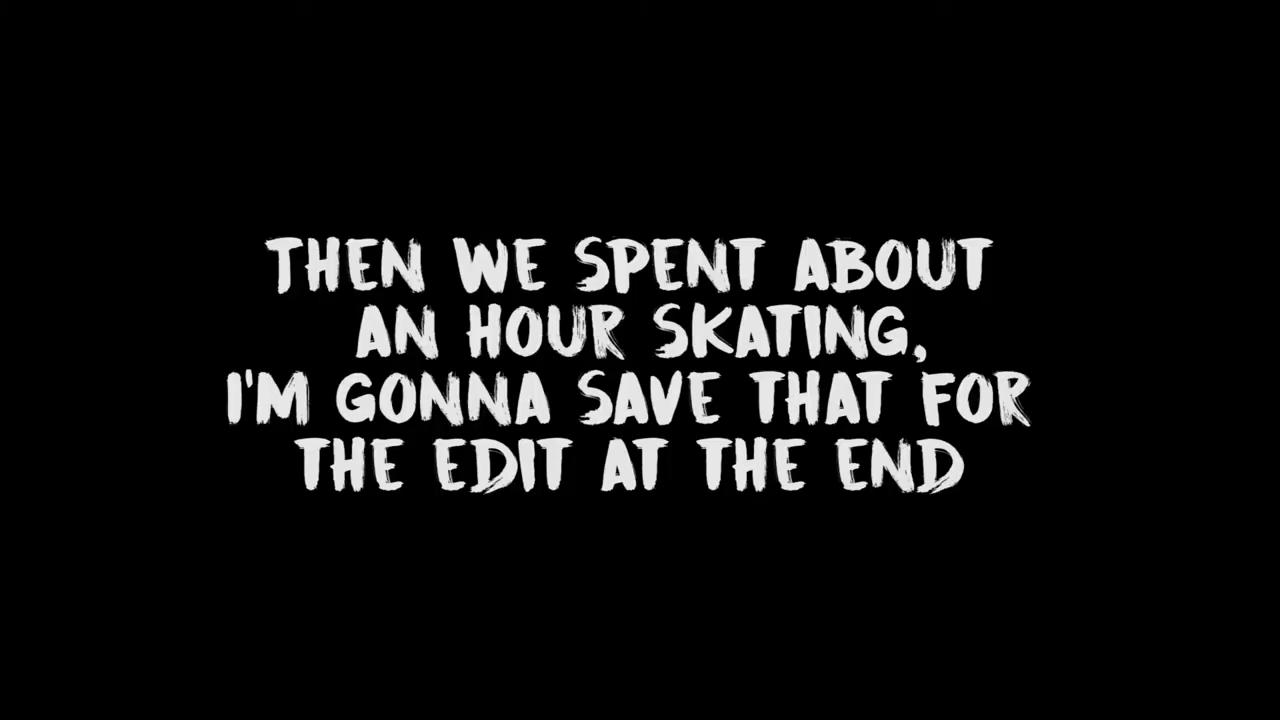 THEN WE SPENT ABOUT
AN HOUR SKATING,
I'M GONNA SAVE THAT FOR
THE EDIT AT THE END